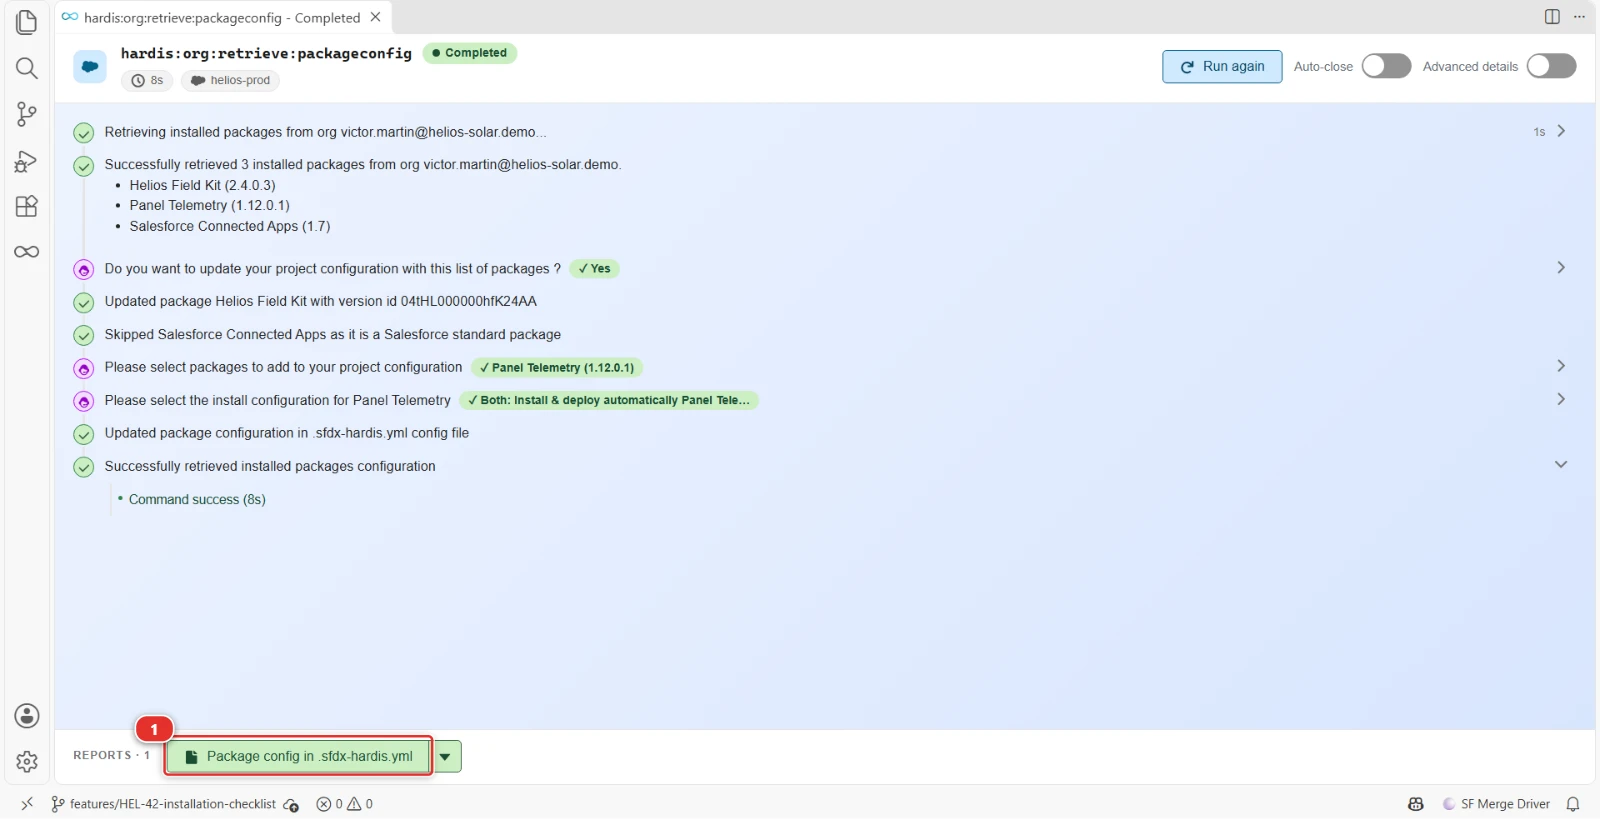 hardis:org:retrieve:packageconfig - Completed
hardis:org:retrieve:packageconfig
Completed
8s
helios-prod
Run again
Auto-close
Advanced details
Retrieving installed packages from org victor.martin@helios-solar.demo...
1s
Successfully retrieved 3 installed packages from org victor.martin@helios-solar.demo.
• Helios Field Kit (2.4.0.3)
• Panel Telemetry (1.12.0.1)
• Salesforce Connected Apps (1.7)
Do you want to update your project configuration with this list of packages ? ✓ Yes
Updated package Helios Field Kit with version id 04tHL000000hfK24AA
Skipped Salesforce Connected Apps as it is a Salesforce standard package
Please select packages to add to your project configuration ✓ Panel Telemetry (1.12.0.1)
Please select the install configuration for Panel Telemetry ✓ Both: Install & deploy automatically Panel Tele...
Updated package configuration in .sfdx-hardis.yml config file
Successfully retrieved installed packages configuration
• Command success (8s)
1
REPORTS · 1
Package config in .sfdx-hardis.yml
features/HEL-42-installation-checklist
0
0
SF Merge Driver